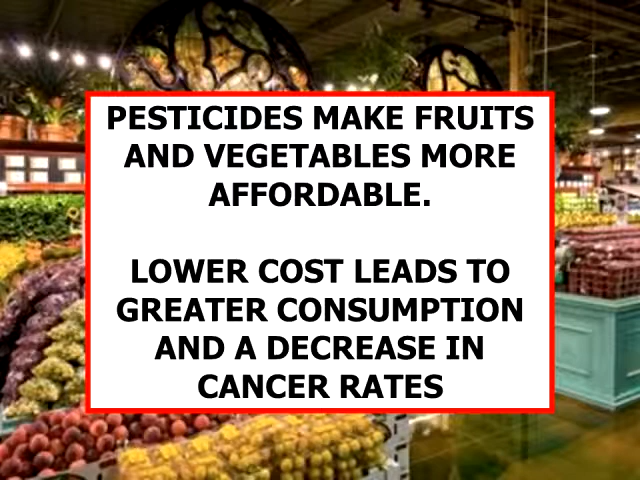 PESTICIDES MAKE FRUITS
AND VEGETABLES MORE
AFFORDABLE.
LOWER COST LEADS TO
GREATER CONSUMPTION
AND A DECREASE IN
CANCER RATES